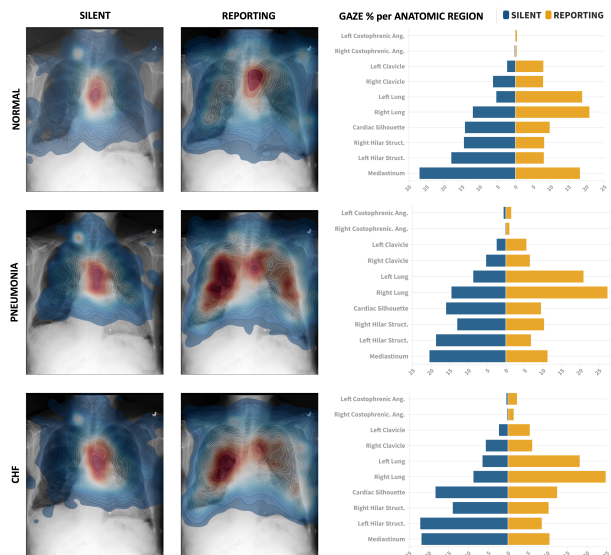 SILENT
REPORTING
GAZE % per ANATOMIC REGION
SILENT
REPORTING
NORMAL
Left Costophrenic Ang.
Right Costophrenic. Ang.
Left Clavicle
Right Clavicle
Left Lung
Right Lung
Cardiac Silhouette
Right Hilar Struct.
Left Hilar Struct.
Mediastinum
30 25 20 15 10 5 0 5 10 15 20 25
PNEUMONIA
Left Costophrenic Ang.
Right Costophrenic. Ang.
Left Clavicle
Right Clavicle
Left Lung
Right Lung
Cardiac Silhouette
Right Hilar Struct.
Left Hilar Struct.
Mediastinum
25 20 15 10 5 0 5 10 15 20 25
CHF
Left Costophrenic Ang.
Right Costophrenic. Ang.
Left Clavicle
Right Clavicle
Left Lung
Right Lung
Cardiac Silhouette
Right Hilar Struct.
Left Hilar Struct.
Mediastinum